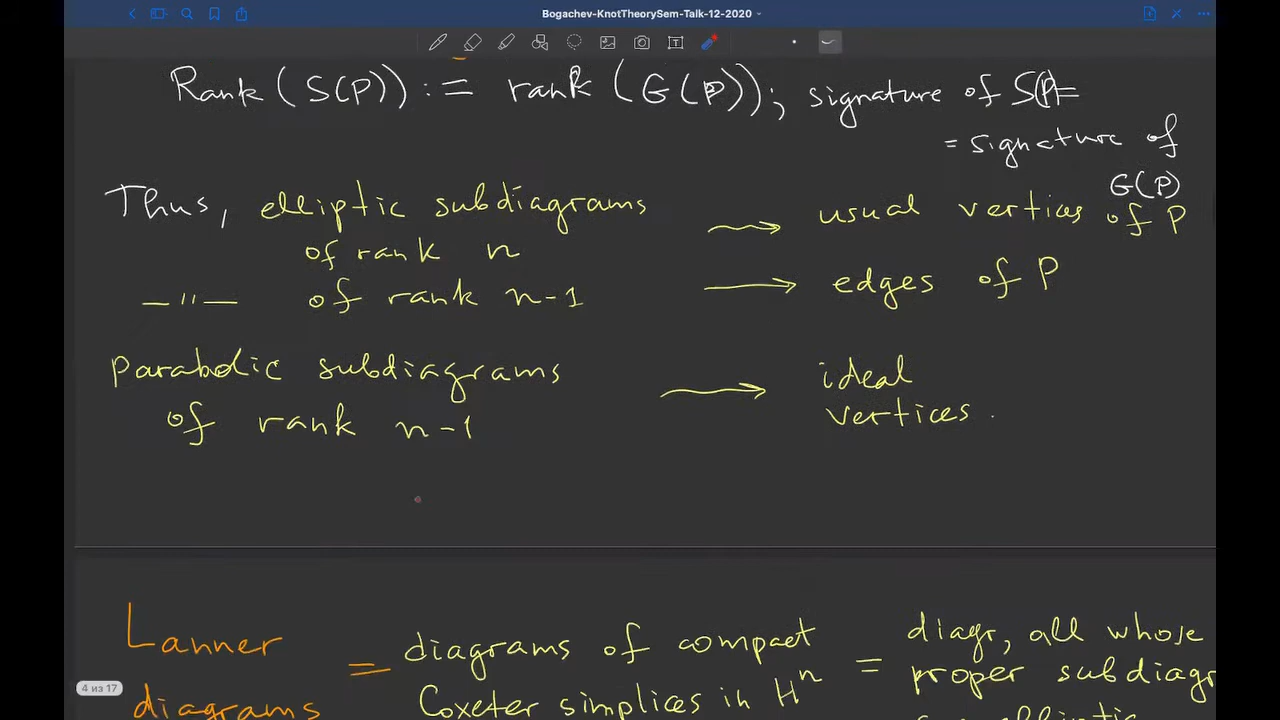 Bogachev-KnotTheorySem-Talk-12-2020
Rank (S(P)) := rank (G(P)); signature of S(P)=
= signature of
G(P)
Thus, elliptic subdiagrams → usual vertices of P
of rank n
—"— of rank n-1 → edges of P
parabolic subdiagrams → ideal
of rank n-1 vertices.
Lanner = diagrams of compact = diagr, all whose
diagrams Coxeter simplices in Hⁿ proper subdiagr
4 из 17